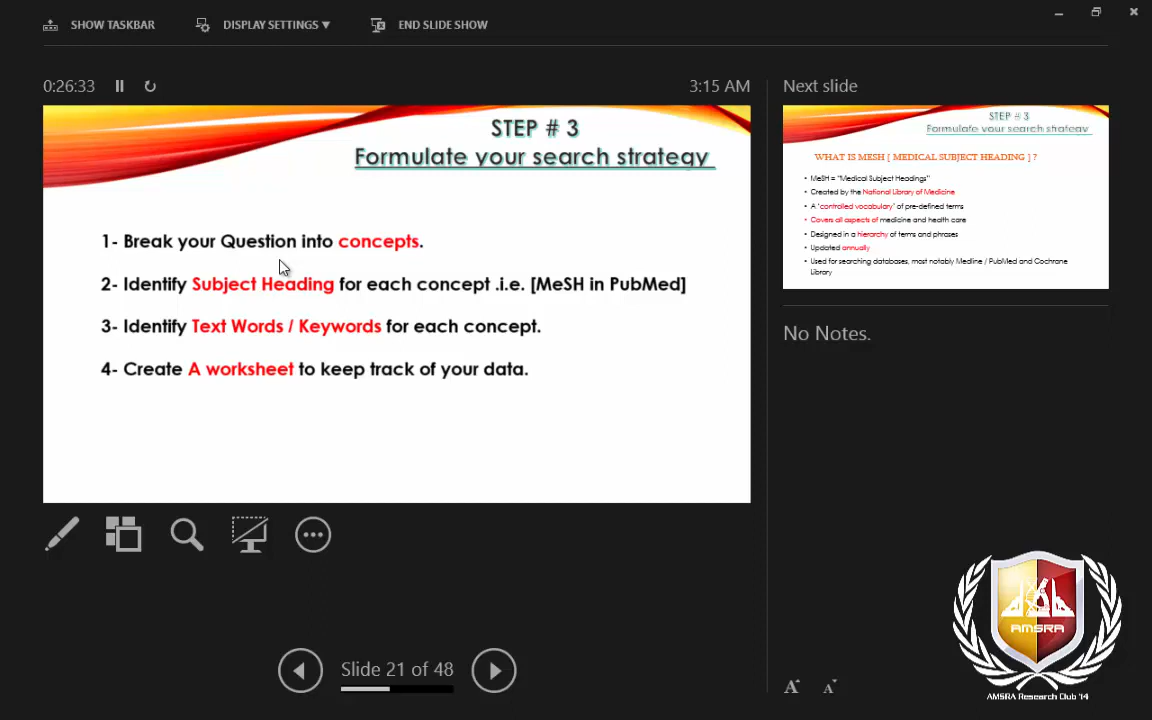 SHOW TASKBAR
DISPLAY SETTINGS ▼
END SLIDE SHOW
0:26:33
3:15 AM
STEP # 3
Formulate your search strategy
1- Break your Question into concepts.
2- Identify Subject Heading for each concept .i.e. [MeSH in PubMed]
3- Identify Text Words / Keywords for each concept.
4- Create A worksheet to keep track of your data.
Slide 21 of 48
Next slide
STEP # 3
Formulate your search strategy
WHAT IS MESH [ MEDICAL SUBJECT HEADING ] ?
• MeSH = "Medical Subject Headings"
• Created by the National Library of Medicine
• A "controlled vocabulary" of pre-defined terms
• Covers all aspects of medicine and health care
• Designed in a hierarchy of terms and phrases
• Updated annually
• Used for searching databases, most notably Medline / PubMed and Cochrane
Library
No Notes.
A A
AMSRA
AMSRA Research Club '14